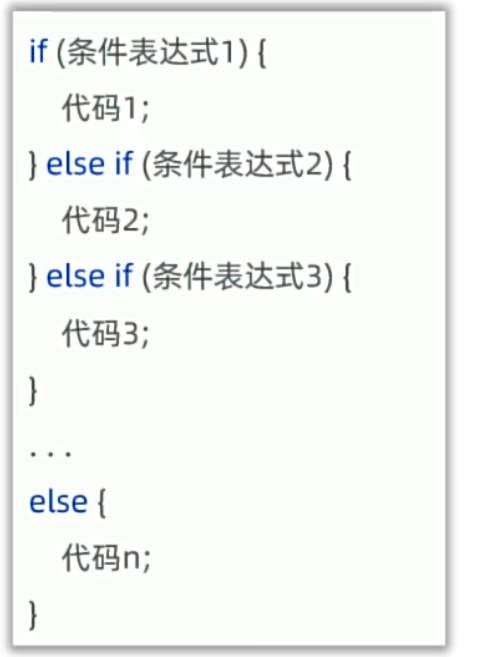 if (条件表达式1) {
代码1;
} else if (条件表达式2) {
代码2;
} else if (条件表达式3) {
代码3;
}
...
else {
代码n;
}